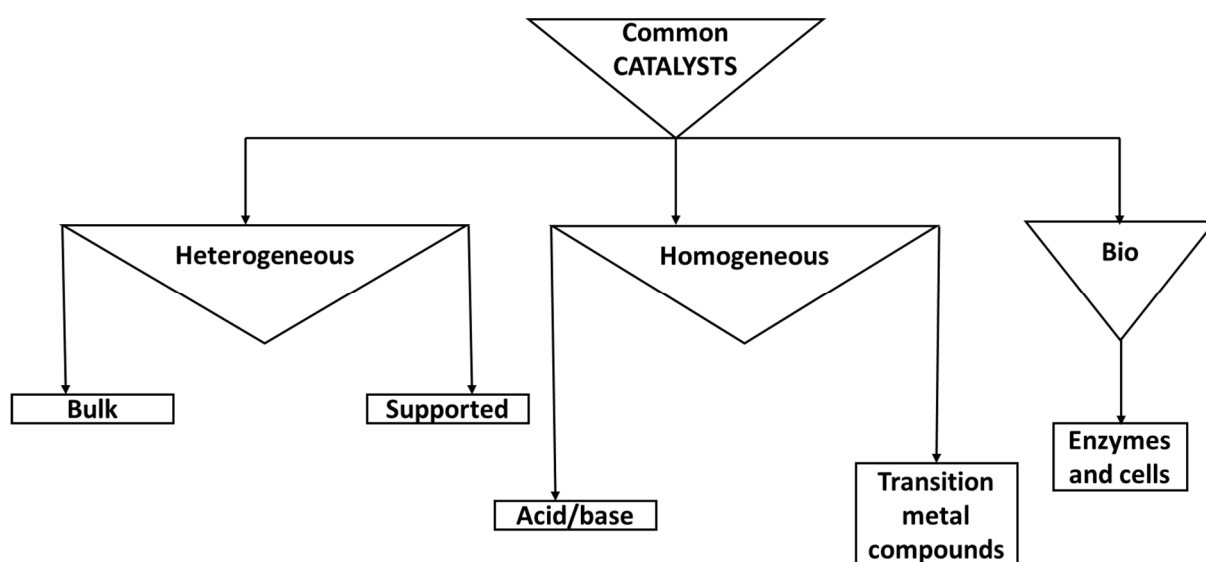 Common
CATALYSTS
Heterogeneous
Homogeneous
Bio
Bulk
Supported
Enzymes
and cells
Acid/base
Transition
metal
compounds